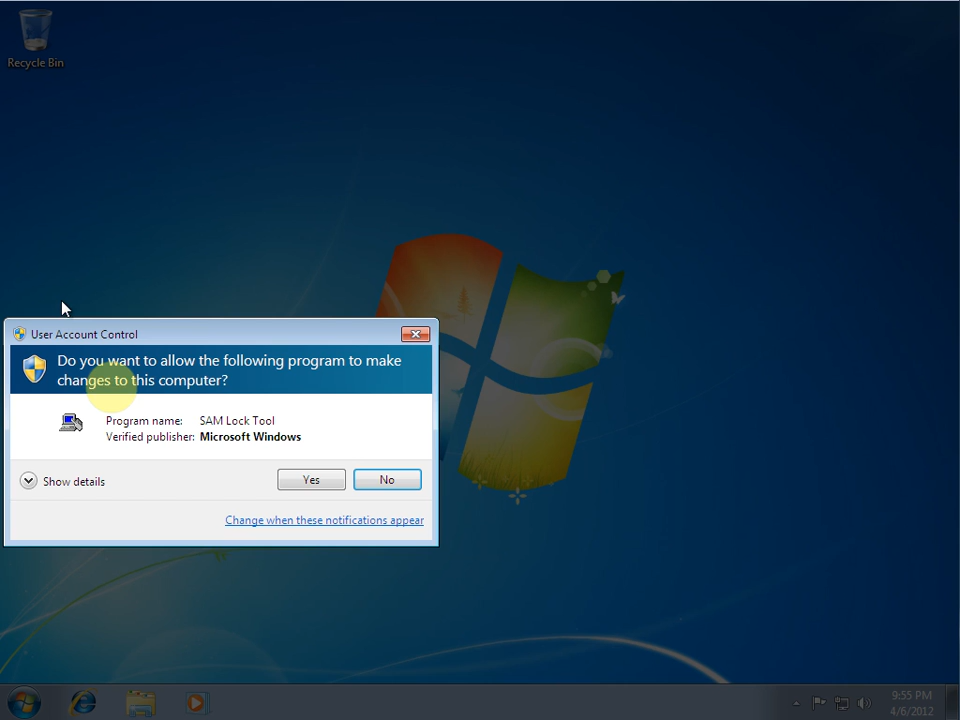 Recycle Bin
User Account Control
Do you want to allow the following program to make
changes to this computer?
Program name: SAM Lock Tool
Verified publisher: Microsoft Windows
Show details
Yes
No
Change when these notifications appear
9:55 PM
4/6/2012